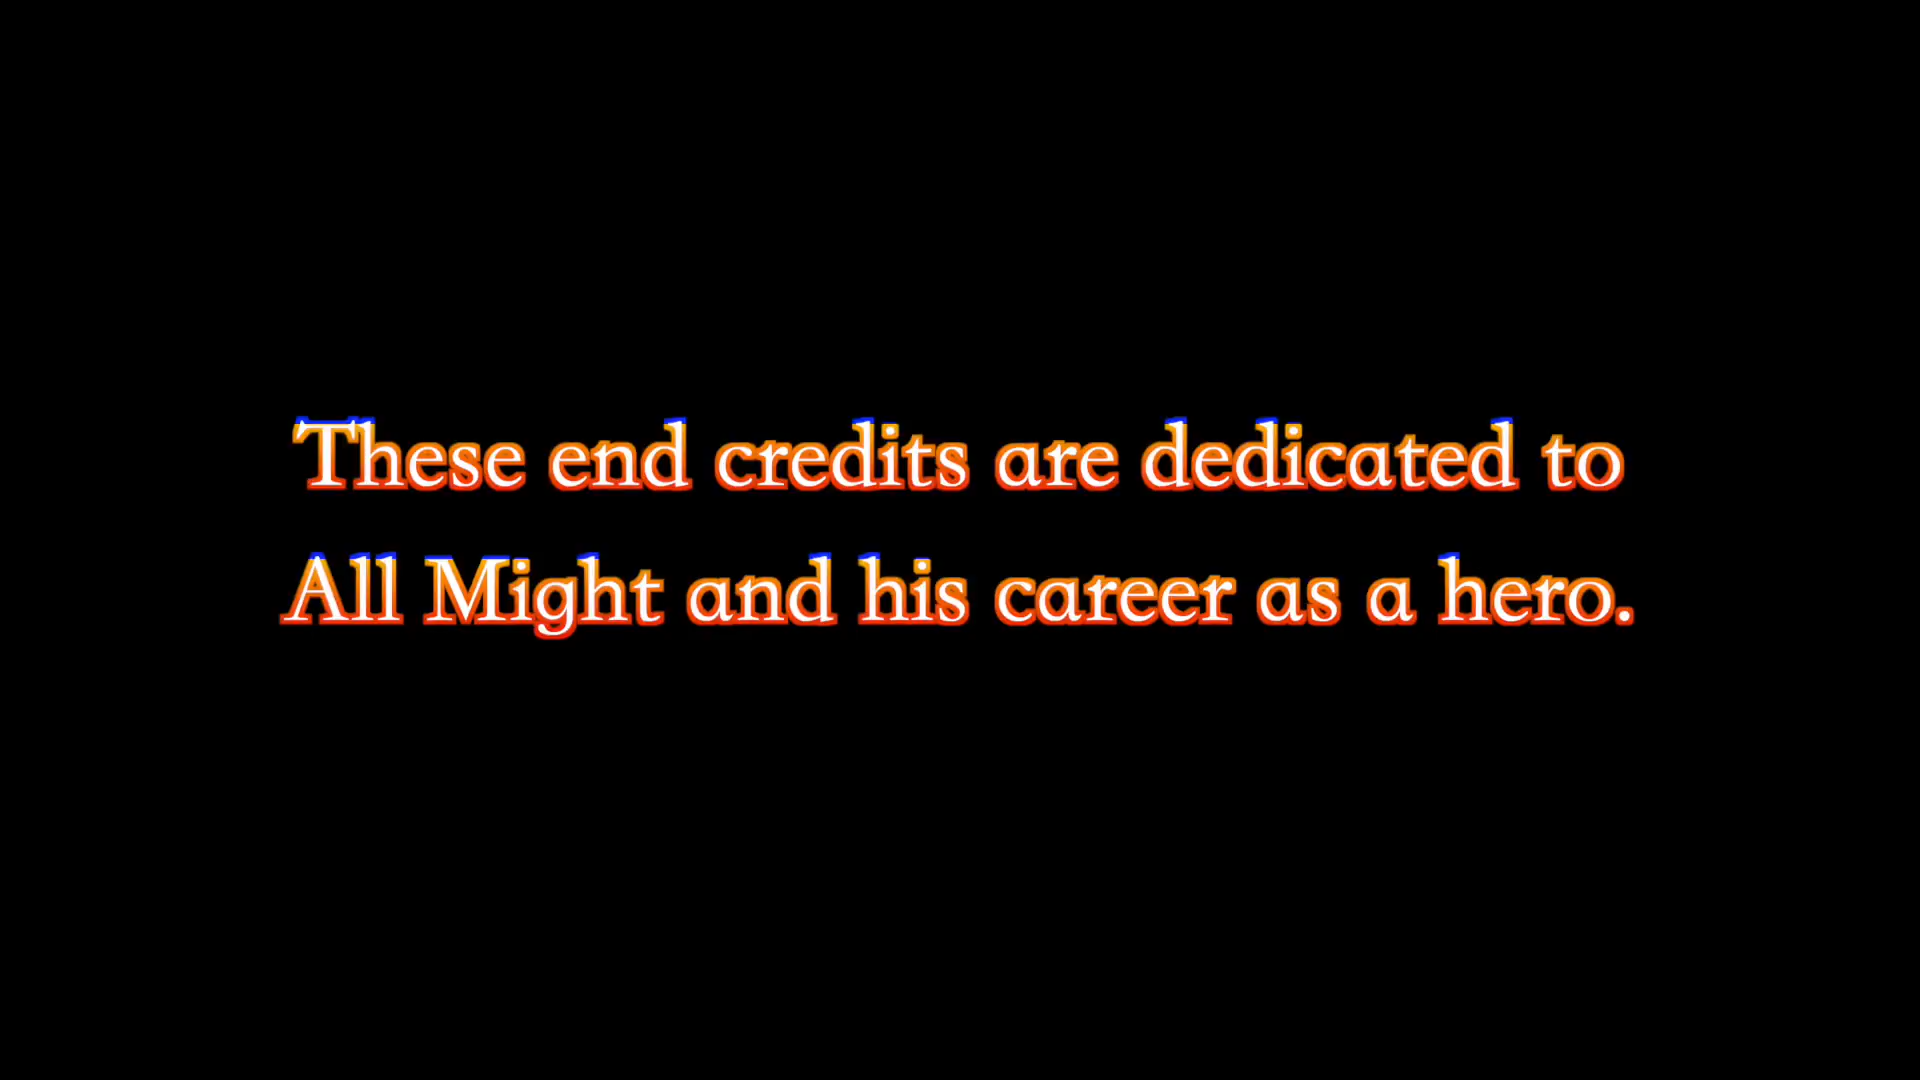 These end credits are dedicated to
All Might and his career as a hero.